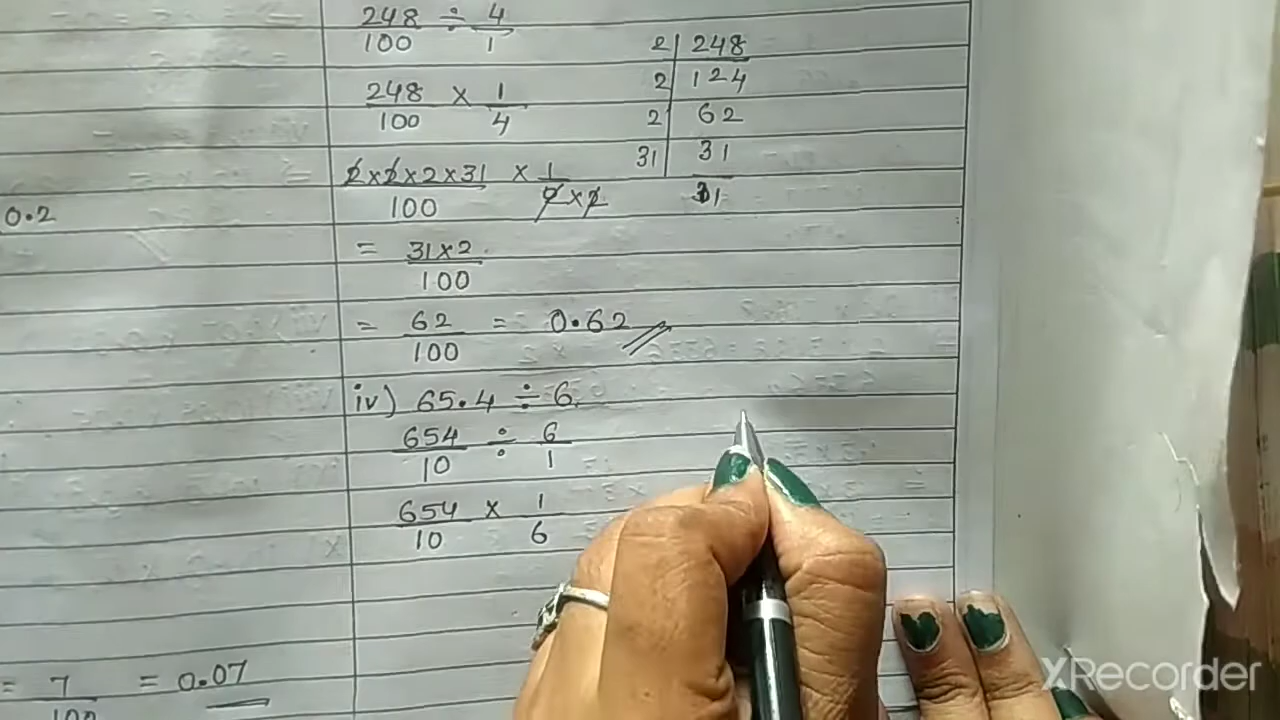 248 ÷ 4
100 1
248 × 1
100 4
2×2×2×31 × 1
100 2×2
= 31×2
100
= 62 = 0.62
100
iv) 65.4 ÷ 6
654 ÷ 6
10 1
654 × 1
10 6
2 | 248
2 | 124
2 | 62
31 | 31
0.2
= 7 = 0.07
100
XRecorder